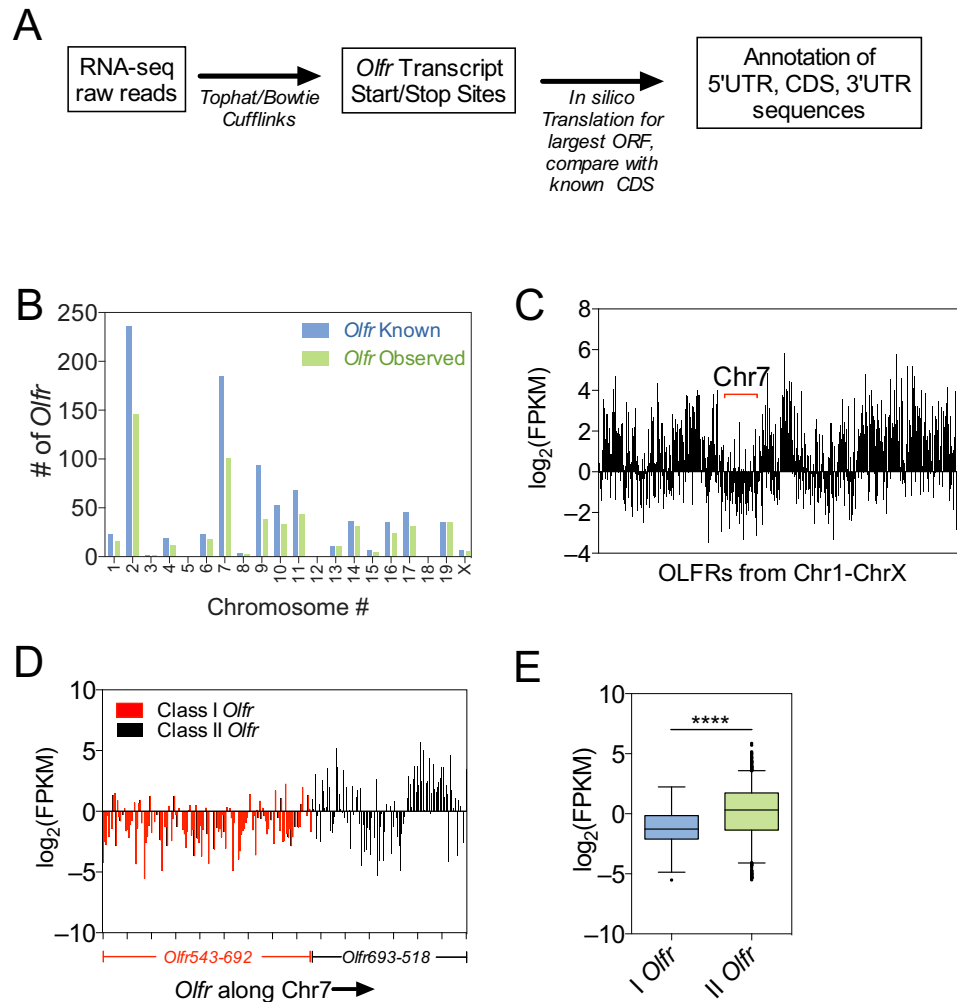 A
RNA-seq
raw reads
Tophat/Bowtie
Cufflinks
Olfr Transcript
Start/Stop Sites
In silico
Translation for
largest ORF,
compare with
known CDS
Annotation of
5'UTR, CDS, 3'UTR
sequences
B
# of Olfr
250
200
150
100
50
0
Olfr Known
Olfr Observed
1 2 3 4 5 6 7 8 9 10 11 12 13 14 15 16 17 18 19 X
Chromosome #
C
log2(FPKM)
8
6
4
2
0
–2
–4
Chr7
OLFRs from Chr1-ChrX
D
log2(FPKM)
10
5
0
–5
–10
Class I Olfr
Class II Olfr
Olfr543-692 Olfr693-518
Olfr along Chr7
E
log2(FPKM)
10
5
0
–5
–10
****
I Olfr
II Olfr